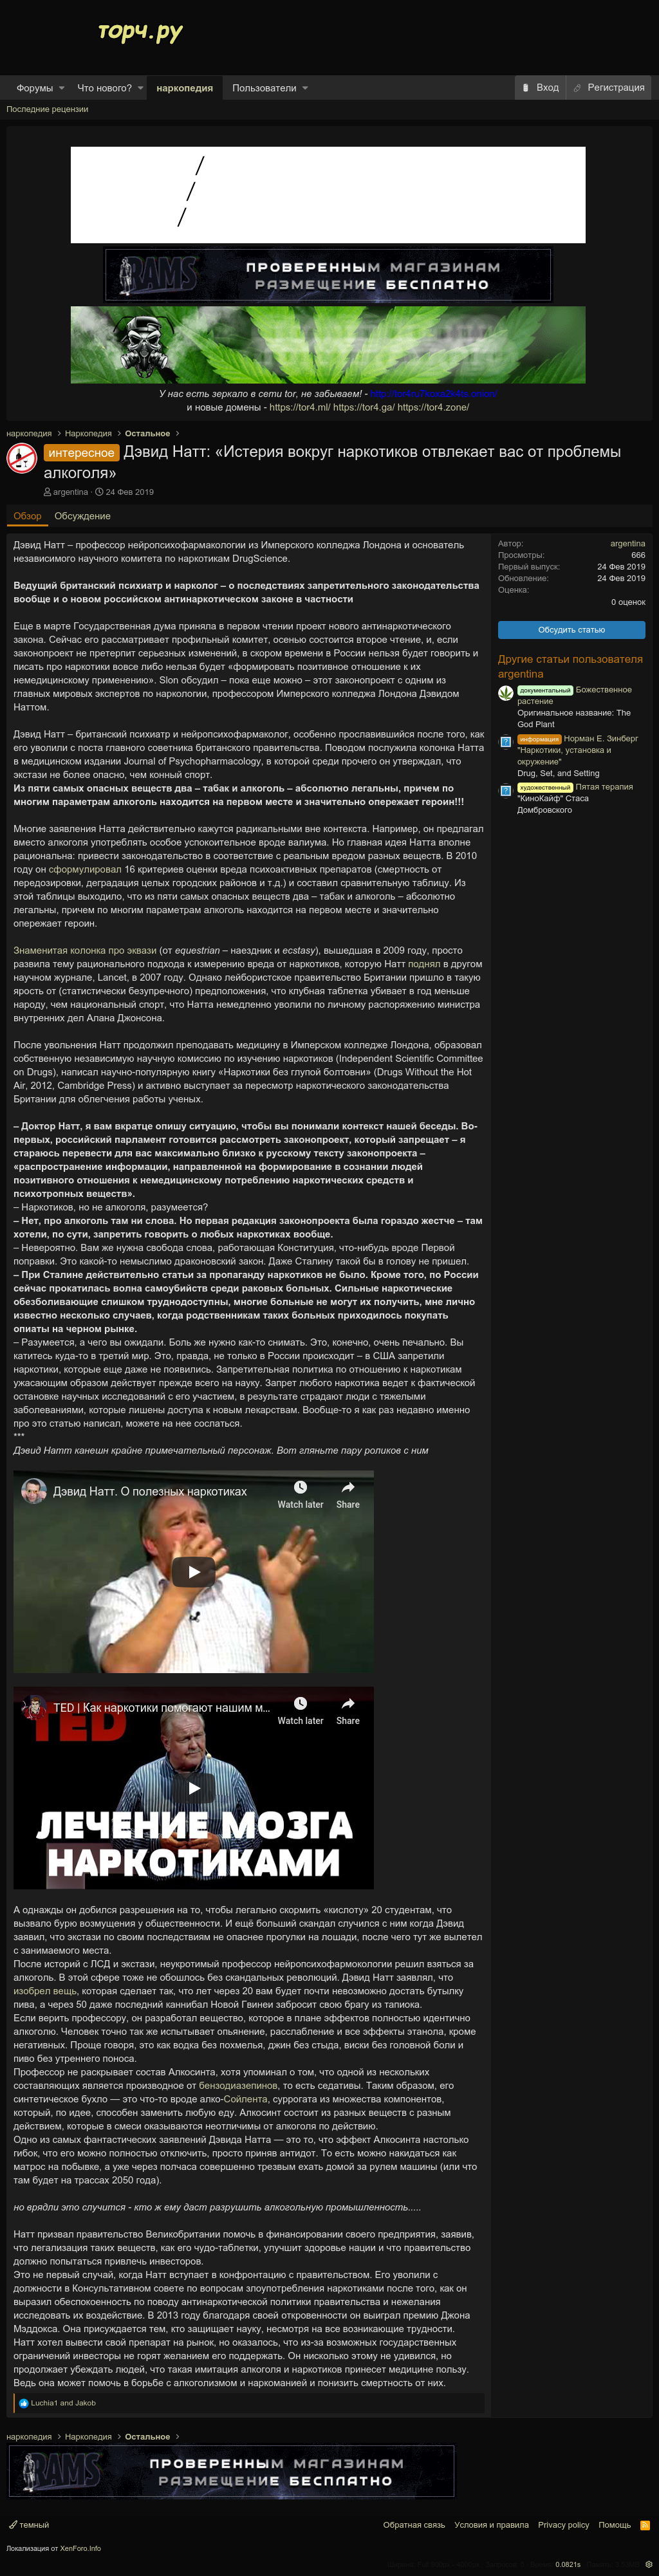 торч.ру
Форумы
Что нового?
наркопедия
Пользователи
Вход
Регистрация
Последние рецензии
RAMS
ПРОВЕРЕННЫМ МАГАЗИНАМ
РАЗМЕЩЕНИЕ БЕСПЛАТНО
У нас есть зеркало в сети tor, не забываем! -
и новые домены - https://tor4.ml/ https://tor4.ga/ https://tor4.zone/
наркопедия > Наркопедия > Остальное >
интересное Дэвид Натт: «Истерия вокруг наркотиков отвлекает вас от проблемы
алкоголя»
argentina · 24 Фев 2019
Обзор Обсуждение
Дэвид Натт – профессор нейропсихофармакологии из Имперского колледжа Лондона и основатель
независимого научного комитета по наркотикам DrugScience.
Ведущий британский психиатр и нарколог – о последствиях запретительного законодательства
вообще и о новом российском антинаркотическом законе в частности
Еще в марте Государственная дума приняла в первом чтении проект нового антинаркотического
закона. Сейчас его рассматривает профильный комитет, осенью состоится второе чтение, и, если
законопроект не претерпит серьезных изменений, в скором времени в России нельзя будет говорить и
писать про наркотики вовсе либо нельзя будет «формировать позитивное отношение к их
немедицинскому применению». Slon обсудил – пока еще можно – этот законопроект с одним из
главных мировых экспертов по наркологии, профессором Имперского колледжа Лондона Дэвидом
Наттом.
Дэвид Натт – британский психиатр и нейропсихофармаколог, особенно прославившийся после того,
как его уволили с поста главного советника британского правительства. Поводом послужила колонка Натта
в медицинском издании Journal of Psychopharmacology, в которой среди прочего он утверждал, что
экстази не более опасно, чем конный спорт.
Из пяти самых опасных веществ два – табак и алкоголь – абсолютно легальны, причем по
многим параметрам алкоголь находится на первом месте и значительно опережает героин!!!
Многие заявления Натта действительно кажутся радикальными вне контекста. Например, он предлагал
вместо алкоголя употреблять особое успокоительное вроде валиума. Но главная идея Натта вполне
рациональна: привести законодательство в соответствие с реальным вредом разных веществ. В 2010
году он сформулировал 16 критериев оценки вреда психоактивных препаратов (смертность от
передозировки, деградация целых городских районов и т.д.) и составил сравнительную таблицу. Из
этой таблицы выходило, что из пяти самых опасных веществ два – табак и алкоголь – абсолютно
легальны, причем по многим параметрам алкоголь находится на первом месте и значительно
опережает героин.
Знаменитая колонка про эквази (от equestrian – наездник и ecstasy), вышедшая в 2009 году, просто
развила тему рационального подхода к измерению вреда от наркотиков, которую Натт поднял в другом
научном журнале, Lancet, в 2007 году. Однако лейбористское правительство Британии пришло в такую
ярость от (статистически безупречного) предположения, что клубная таблетка убивает в год меньше
народу, чем национальный спорт, что Натта немедленно уволили по личному распоряжению министра
внутренних дел Алана Джонсона.
После увольнения Натт продолжил преподавать медицину в Имперском колледже Лондона, образовал
собственную независимую научную комиссию по изучению наркотиков (Independent Scientific Committee
on Drugs), написал научно-популярную книгу «Наркотики без глупой болтовни» (Drugs Without the Hot
Air, 2012, Cambridge Press) и активно выступает за пересмотр наркотического законодательства
Британии для облегчения работы ученых.
– Доктор Натт, я вам вкратце опишу ситуацию, чтобы вы понимали контекст нашей беседы. Во-
первых, российский парламент готовится рассмотреть законопроект, который запрещает – я
стараюсь перевести для вас максимально близко к русскому тексту законопроекта –
«распространение информации, направленной на формирование в сознании людей
позитивного отношения к немедицинскому потреблению наркотических средств и
психотропных веществ».
– Наркотиков, но не алкоголя, разумеется?
– Нет, про алкоголь там ни слова. Но первая редакция законопроекта была гораздо жестче – там
хотели, по сути, запретить говорить о любых наркотиках вообще.
– Невероятно. Вам же нужна свобода слова, работающая Конституция, что-нибудь вроде Первой
поправки. Это какой-то немыслимо драконовский закон. Даже Сталину такой бы в голову не пришел.
– При Сталине действительно статьи за пропаганду наркотиков не было. Кроме того, по России
сейчас прокатилась волна самоубийств среди раковых больных. Сильные наркотические
обезболивающие слишком труднодоступны, многие больные не могут их получить, мне лично
известно несколько случаев, когда родственникам таких больных приходилось покупать
опиаты на черном рынке.
– Разумеется, а чего вы ожидали. Боль же нужно как-то снимать. Это, конечно, очень печально. Вы
катитесь куда-то в третий мир. Это, правда, не только в России происходит – в США запретили
наркотики, которые еще даже не появились. Запретительная политика по отношению к наркотикам
ужасающим образом действует прежде всего на науку. Запрет любого наркотика ведет к фактической
остановке научных исследований с его участием, в результате страдают люди с тяжелыми
заболеваниями, которые лишены доступа к новым лекарствам. Вообще-то я как раз недавно именно
про это статью написал, можете на нее сослаться.
***
Дэвид Натт канешн крайне примечательный персонаж. Вот гляньте пару роликов с ним
Дэвид Натт. О полезных наркотиках
Watch later
Share
TED | Как наркотики помогают нашим м...
Watch later
Share
TED
ЛЕЧЕНИЕ МОЗГА
НАРКОТИКАМИ
А однажды он добился разрешения на то, чтобы легально скормить «кислоту» 20 студентам, что
вызвало бурю возмущения у общественности. И ещё больший скандал случился с ним когда Дэвид
заявил, что экстази по своим последствиям не опаснее прогулки на лошади, после чего тут же вылетел
с занимаемого места.
После историй с ЛСД и экстази, неукротимый профессор нейропсихофармокологии решил взяться за
алкоголь. В этой сфере тоже не обошлось без скандальных революций. Дэвид Натт заявлял, что
изобрел вещь, которая сделает так, что лет через 20 вам будет почти невозможно достать бутылку
пива, а через 50 даже последний каннибал Новой Гвинеи забросит свою брагу из тапиока.
Если верить профессору, он разработал вещество, которое в плане эффектов полностью идентично
алкоголю. Человек точно так же испытывает опьянение, расслабление и все эффекты этанола, кроме
негативных. Проще говоря, это как водка без похмелья, джин без стыда, виски без головной боли и
пиво без утреннего поноса.
Профессор не раскрывает состав Алкосинта, хотя упоминал о том, что одной из нескольких
составляющих является производное от бензодиазепинов, то есть седативы. Таким образом, его
синтетическое бухло — это что-то вроде алко-Сойлента, суррогата из множества компонентов,
который, по идее, способен заменить любую еду. Алкосинт состоит из разных веществ с разным
действием, которые в смеси оказываются неотличимы от алкоголя по действию.
Одно из самых фантастических заявлений Дэвида Натта — это то, что эффект Алкосинта настолько
гибок, что его можно полностью отключить, просто приняв антидот. То есть можно накидаться как
матрос на побывке, а уже через полчаса совершенно трезвым ехать домой за рулем машины (или что
там будет на трассах 2050 года).
но врядли это случится - кто ж ему даст разрушить алкогольную промышленность.....
Натт призвал правительство Великобритании помочь в финансировании своего предприятия, заявив,
что легализация таких веществ, как его чудо-таблетки, улучшит здоровье нации и что правительство
должно попытаться привлечь инвесторов.
Это не первый случай, когда Натт вступает в конфронтацию с правительством. Его уволили с
должности в Консультативном совете по вопросам злоупотребления наркотиками после того, как он
выразил обеспокоенность по поводу антинаркотической политики правительства и нежелания
исследовать их воздействие. В 2013 году благодаря своей откровенности он выиграл премию Джона
Мэддокса. Она присуждается тем, кто защищает науку, несмотря на все возникающие трудности.
Натт хотел вывести свой препарат на рынок, но оказалось, что из-за возможных государственных
ограничений инвесторы не горят желанием его поддержать. Он нисколько этому не удивился, но
продолжает убеждать людей, что такая имитация алкоголя и наркотиков принесет медицине пользу.
Ведь она может помочь в борьбе с алкоголизмом и наркоманией и понизить смертность от них.
Luchia1 and Jakob
Автор: argentina
Просмотры: 666
Первый выпуск: 24 Фев 2019
Обновление: 24 Фев 2019
Оценка:
0 оценок
Обсудить статью
Другие статьи пользователя
argentina
документальный Божественное
растение
Оригинальное название: The
God Plant
информация Норман Е. Зинберг
"Наркотики, установка и
окружение"
Drug, Set, and Setting
художественный Пятая терапия
"КиноКайф" Стаса
Домбровского
наркопедия > Наркопедия > Остальное >
RAMS
ПРОВЕРЕННЫМ МАГАЗИНАМ
РАЗМЕЩЕНИЕ БЕСПЛАТНО
темный
Обратная связь Условия и правила Privacy policy Помощь
Локализация от XenForo.Info
0.0821s